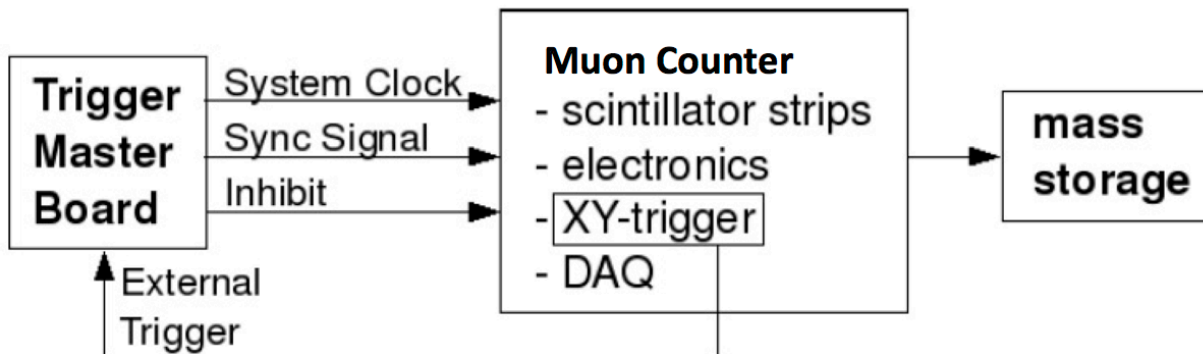 Trigger
Master
Board
System Clock
Sync Signal
Inhibit
External
Trigger
Muon Counter
- scintillator strips
- electronics
- XY-trigger
- DAQ
mass
storage